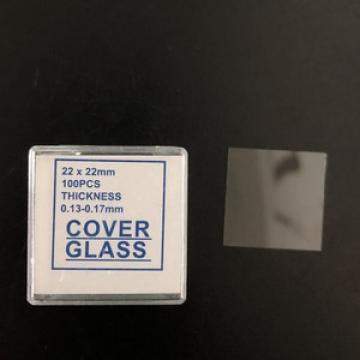 22 x 22mm
100PCS
THICKNESS
0.13-0.17mm
COVER
GLASS